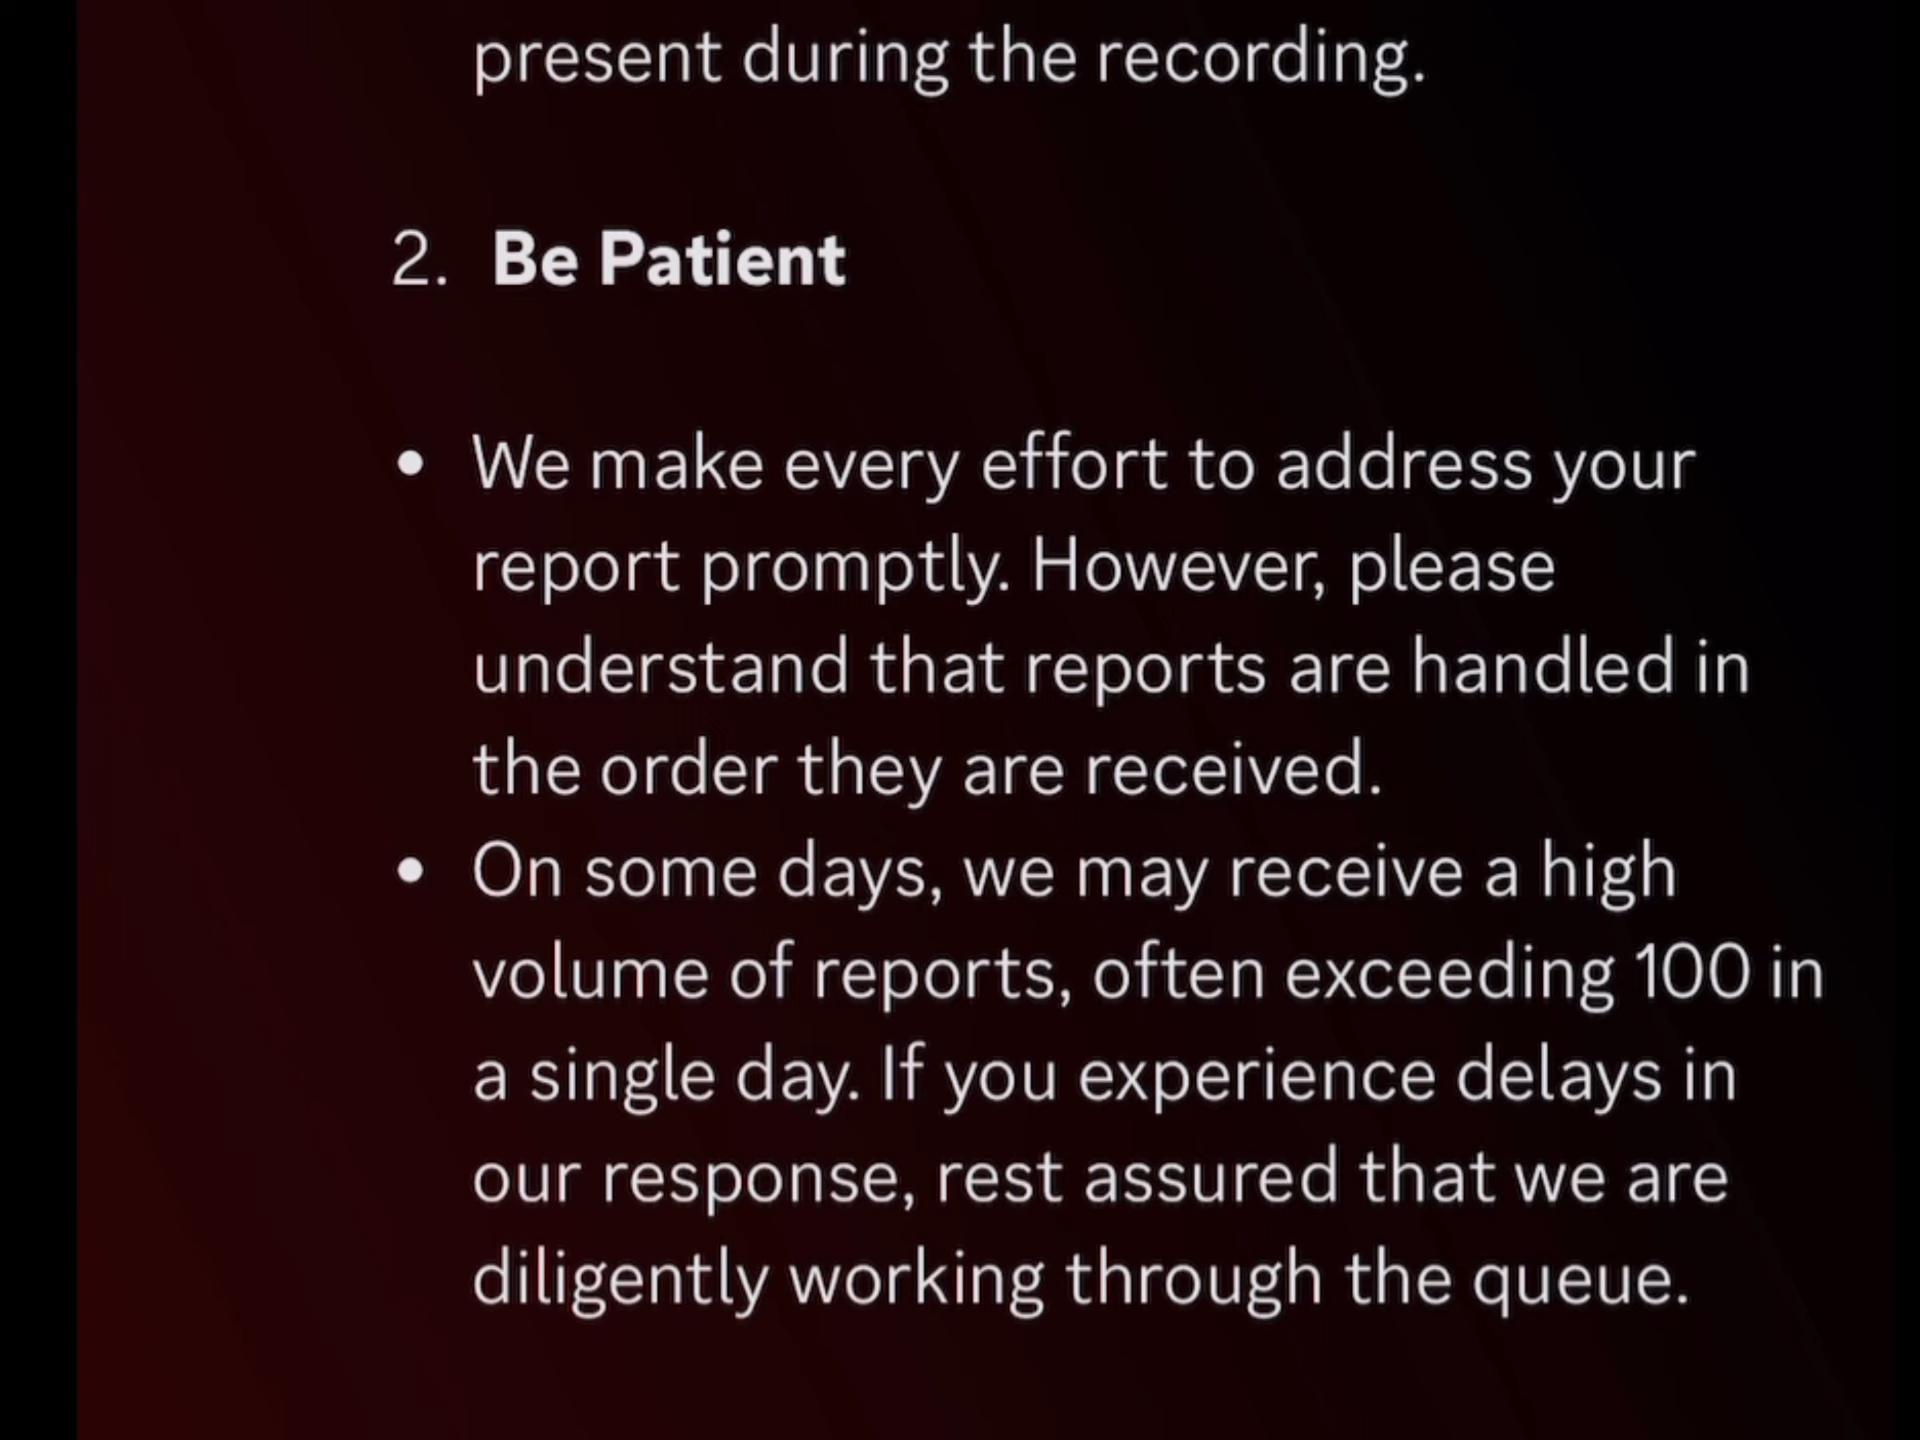 present during the recording.
2. Be Patient
• We make every effort to address your
report promptly. However, please
understand that reports are handled in
the order they are received.
• On some days, we may receive a high
volume of reports, often exceeding 100 in
a single day. If you experience delays in
our response, rest assured that we are
diligently working through the queue.